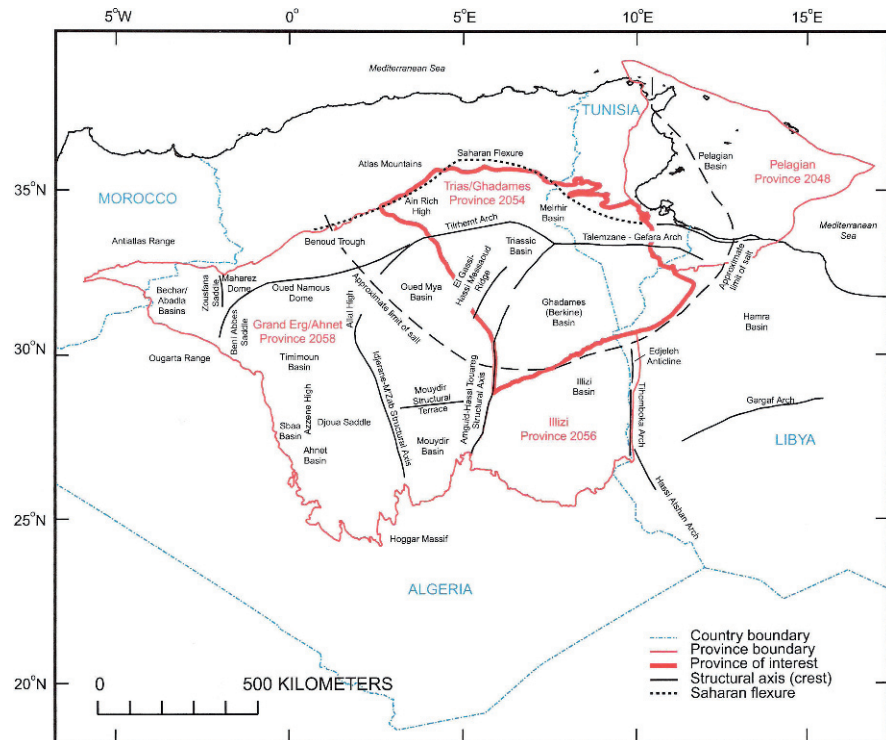 5°W
0°
5°E
10°E
15°E
Mediterranean Sea
TUNISIA
Pelagian
Basin
Pelagian
Province 2048
Saharan Flexure
Atlas Mountains
35°N
Trias/Ghadames
Province 2054
MOROCCO
Ain Rich
High
Melrhir
Basin
Mediterranean
Sea
Tilrhemt Arch
Talemzane - Gefara Arch
Antiatlas Range
Benoud Trough
Triassic
Basin
El Gassi-
Hassi Messaoud
Ridge
Approximate
limit of salt
Bechar/
Abadla
Basins
Zousfana
Saddle
Maharez
Dome
Oued Namous
Dome
Oued Mya
Basin
Approximate limit of salt
Allal High
Ghadames
(Berkine)
Basin
Hamra
Basin
Beni Abbes
Saddle
Grand Erg/Ahnet
Province 2058
30°N
Ougarta Range
Timimoun
Basin
Idjerane-M'Zab Structural Axis
Edjeleh
Anticline
Illizi
Basin
Mouydir
Structural
Terrace
Amguid-Hassi Touareg
Structural Axis
Azzene High
Sbaa
Basin
Djoua Saddle
Illizi
Province 2056
Tihemboka Arch
Gargaf Arch
Mouydir
Basin
LIBYA
Ahnet
Basin
Hassi Atshan Arch
25°N
Hoggar Massif
ALGERIA
Country boundary
Province boundary
Province of interest
Structural axis (crest)
Saharan flexure
20°N
0
500 KILOMETERS